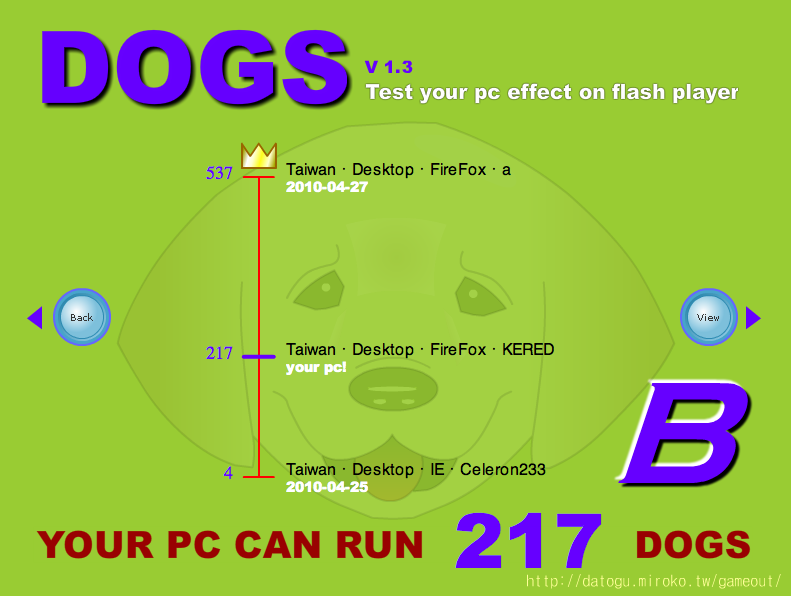 DOGS
V 1.3
Test your pc effect on flash player
537
Taiwan · Desktop · FireFox · a
2010-04-27
Back
View
217
Taiwan · Desktop · FireFox · KERED
your pc!
B
4
Taiwan · Desktop · IE · Celeron233
2010-04-25
YOUR PC CAN RUN 217 DOGS
http://datogu.miroko.tw/gameout/